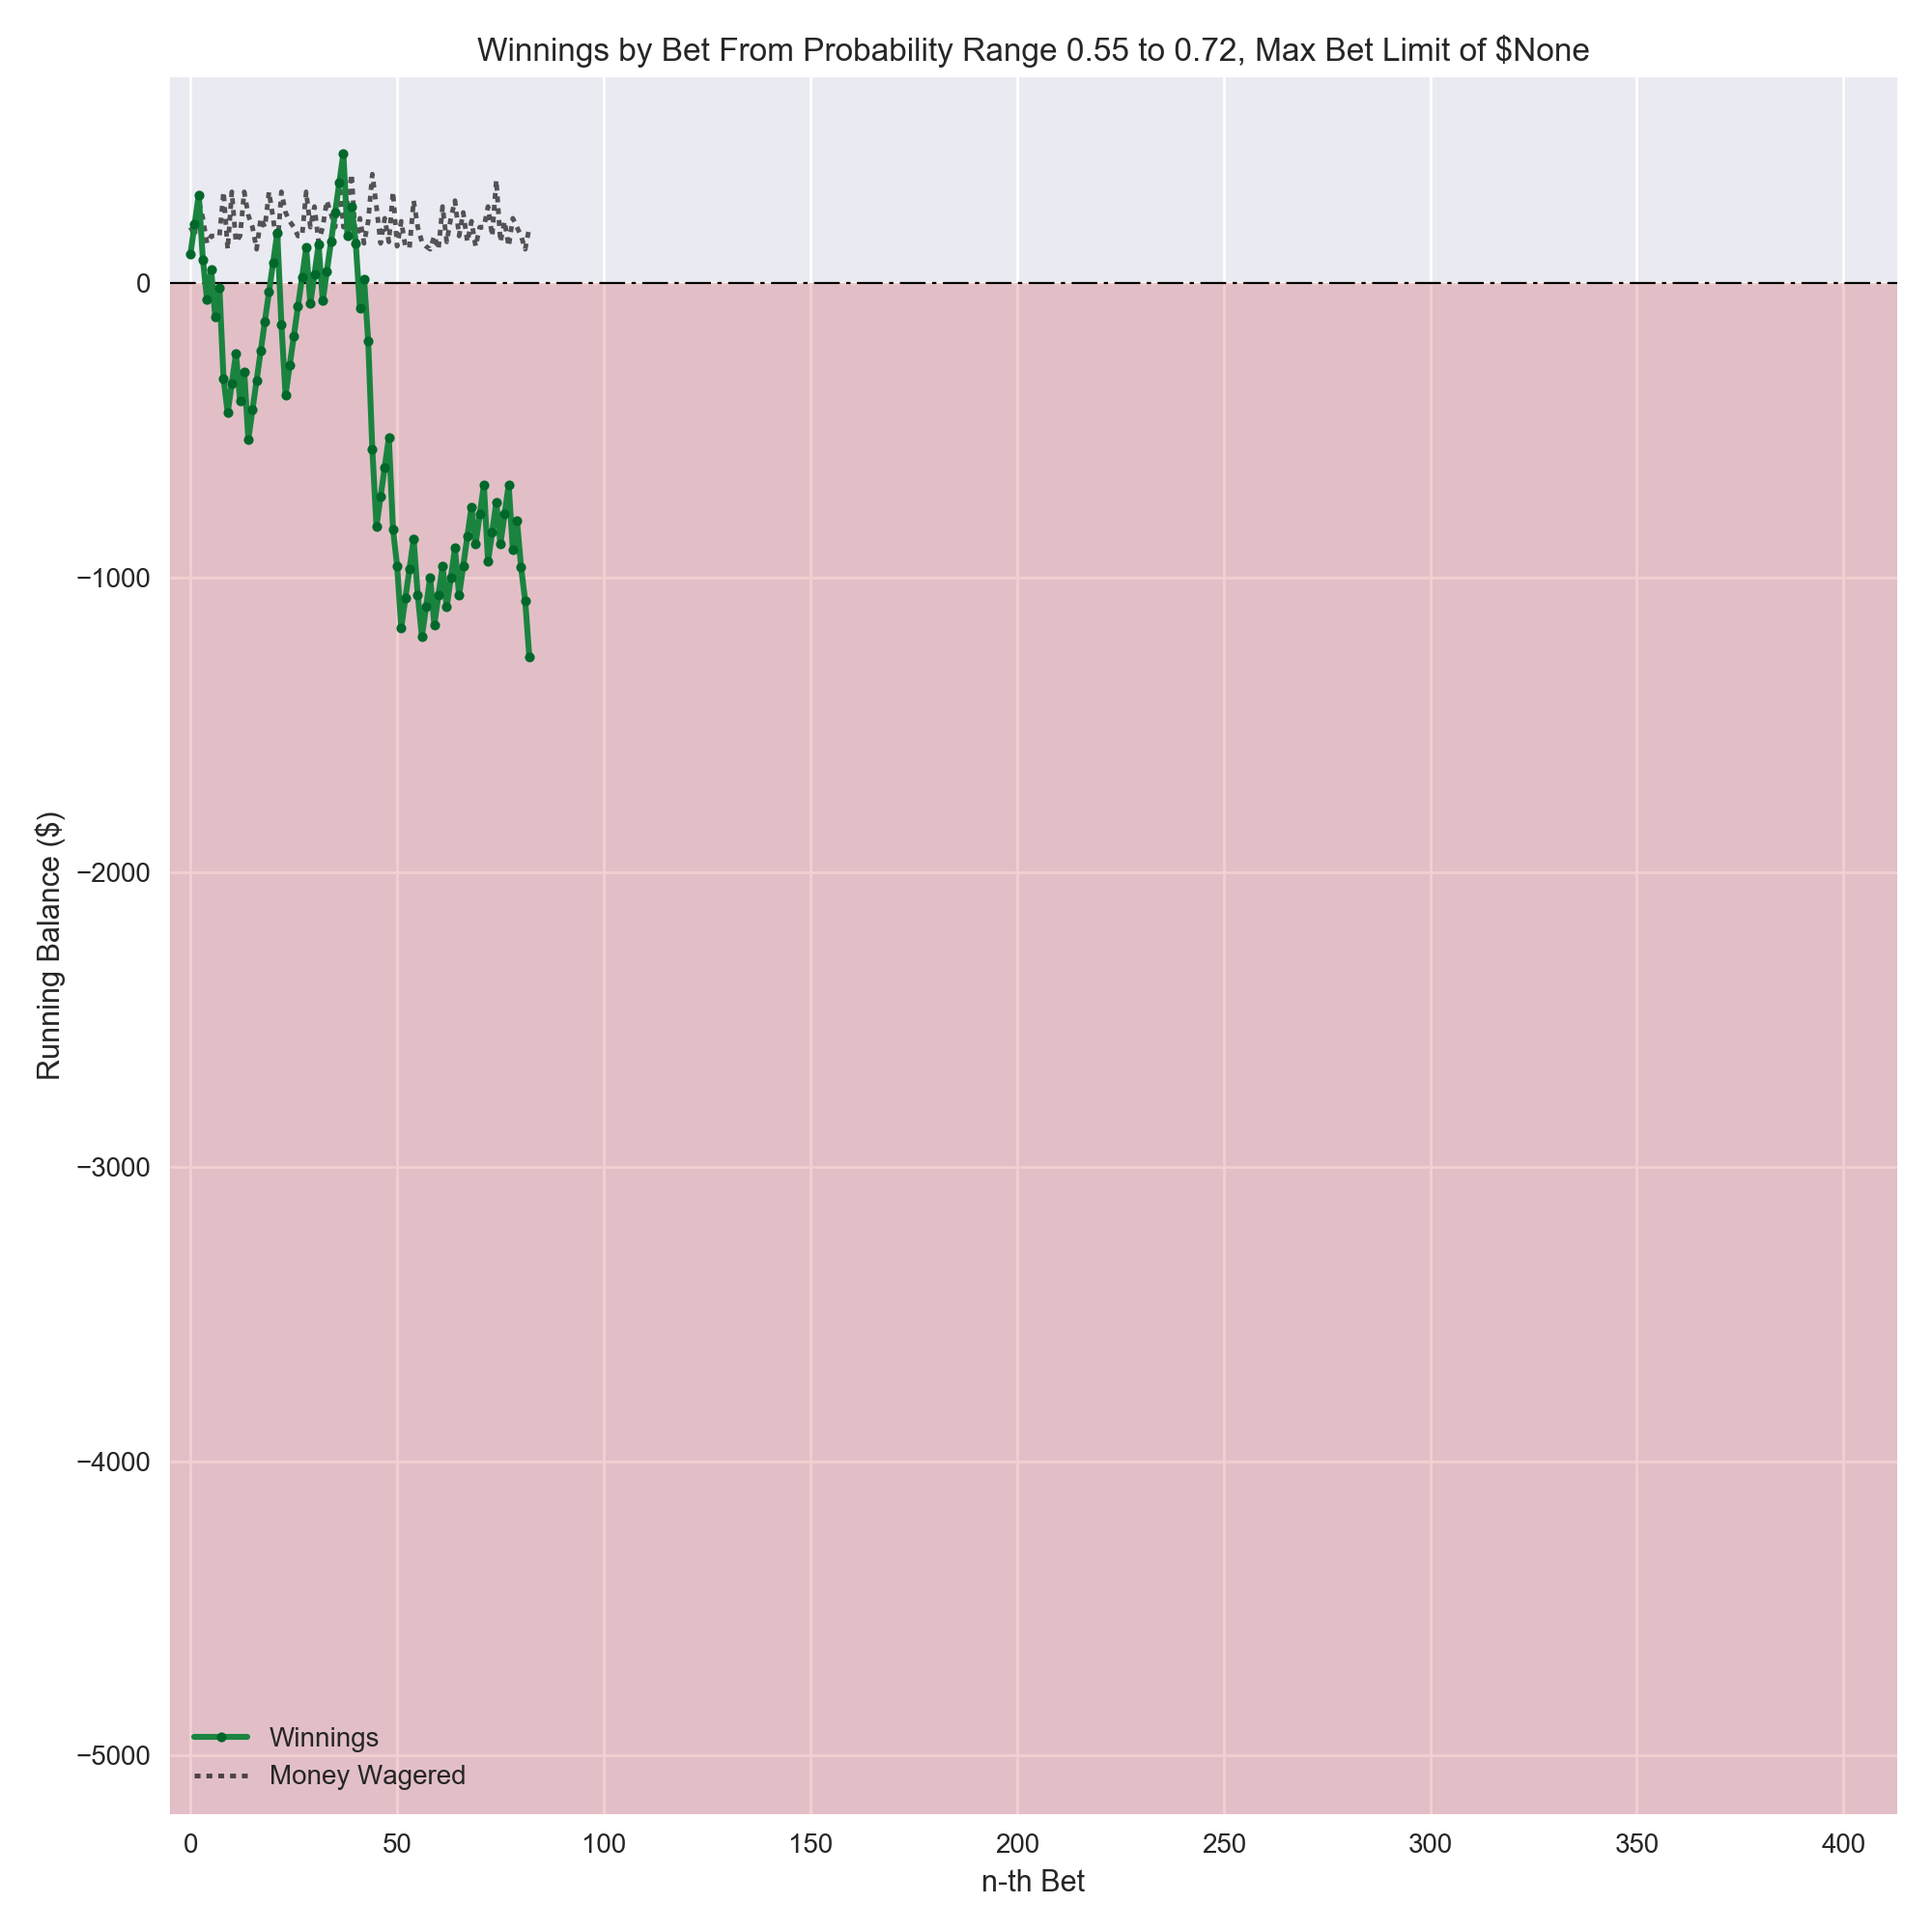 Winnings by Bet From Probability Range 0.55 to 0.72, Max Bet Limit of $None
Running Balance ($)
0
−1000
−2000
−3000
−4000
−5000
Winnings
Money Wagered
0 50 100 150 200 250 300 350 400
n-th Bet